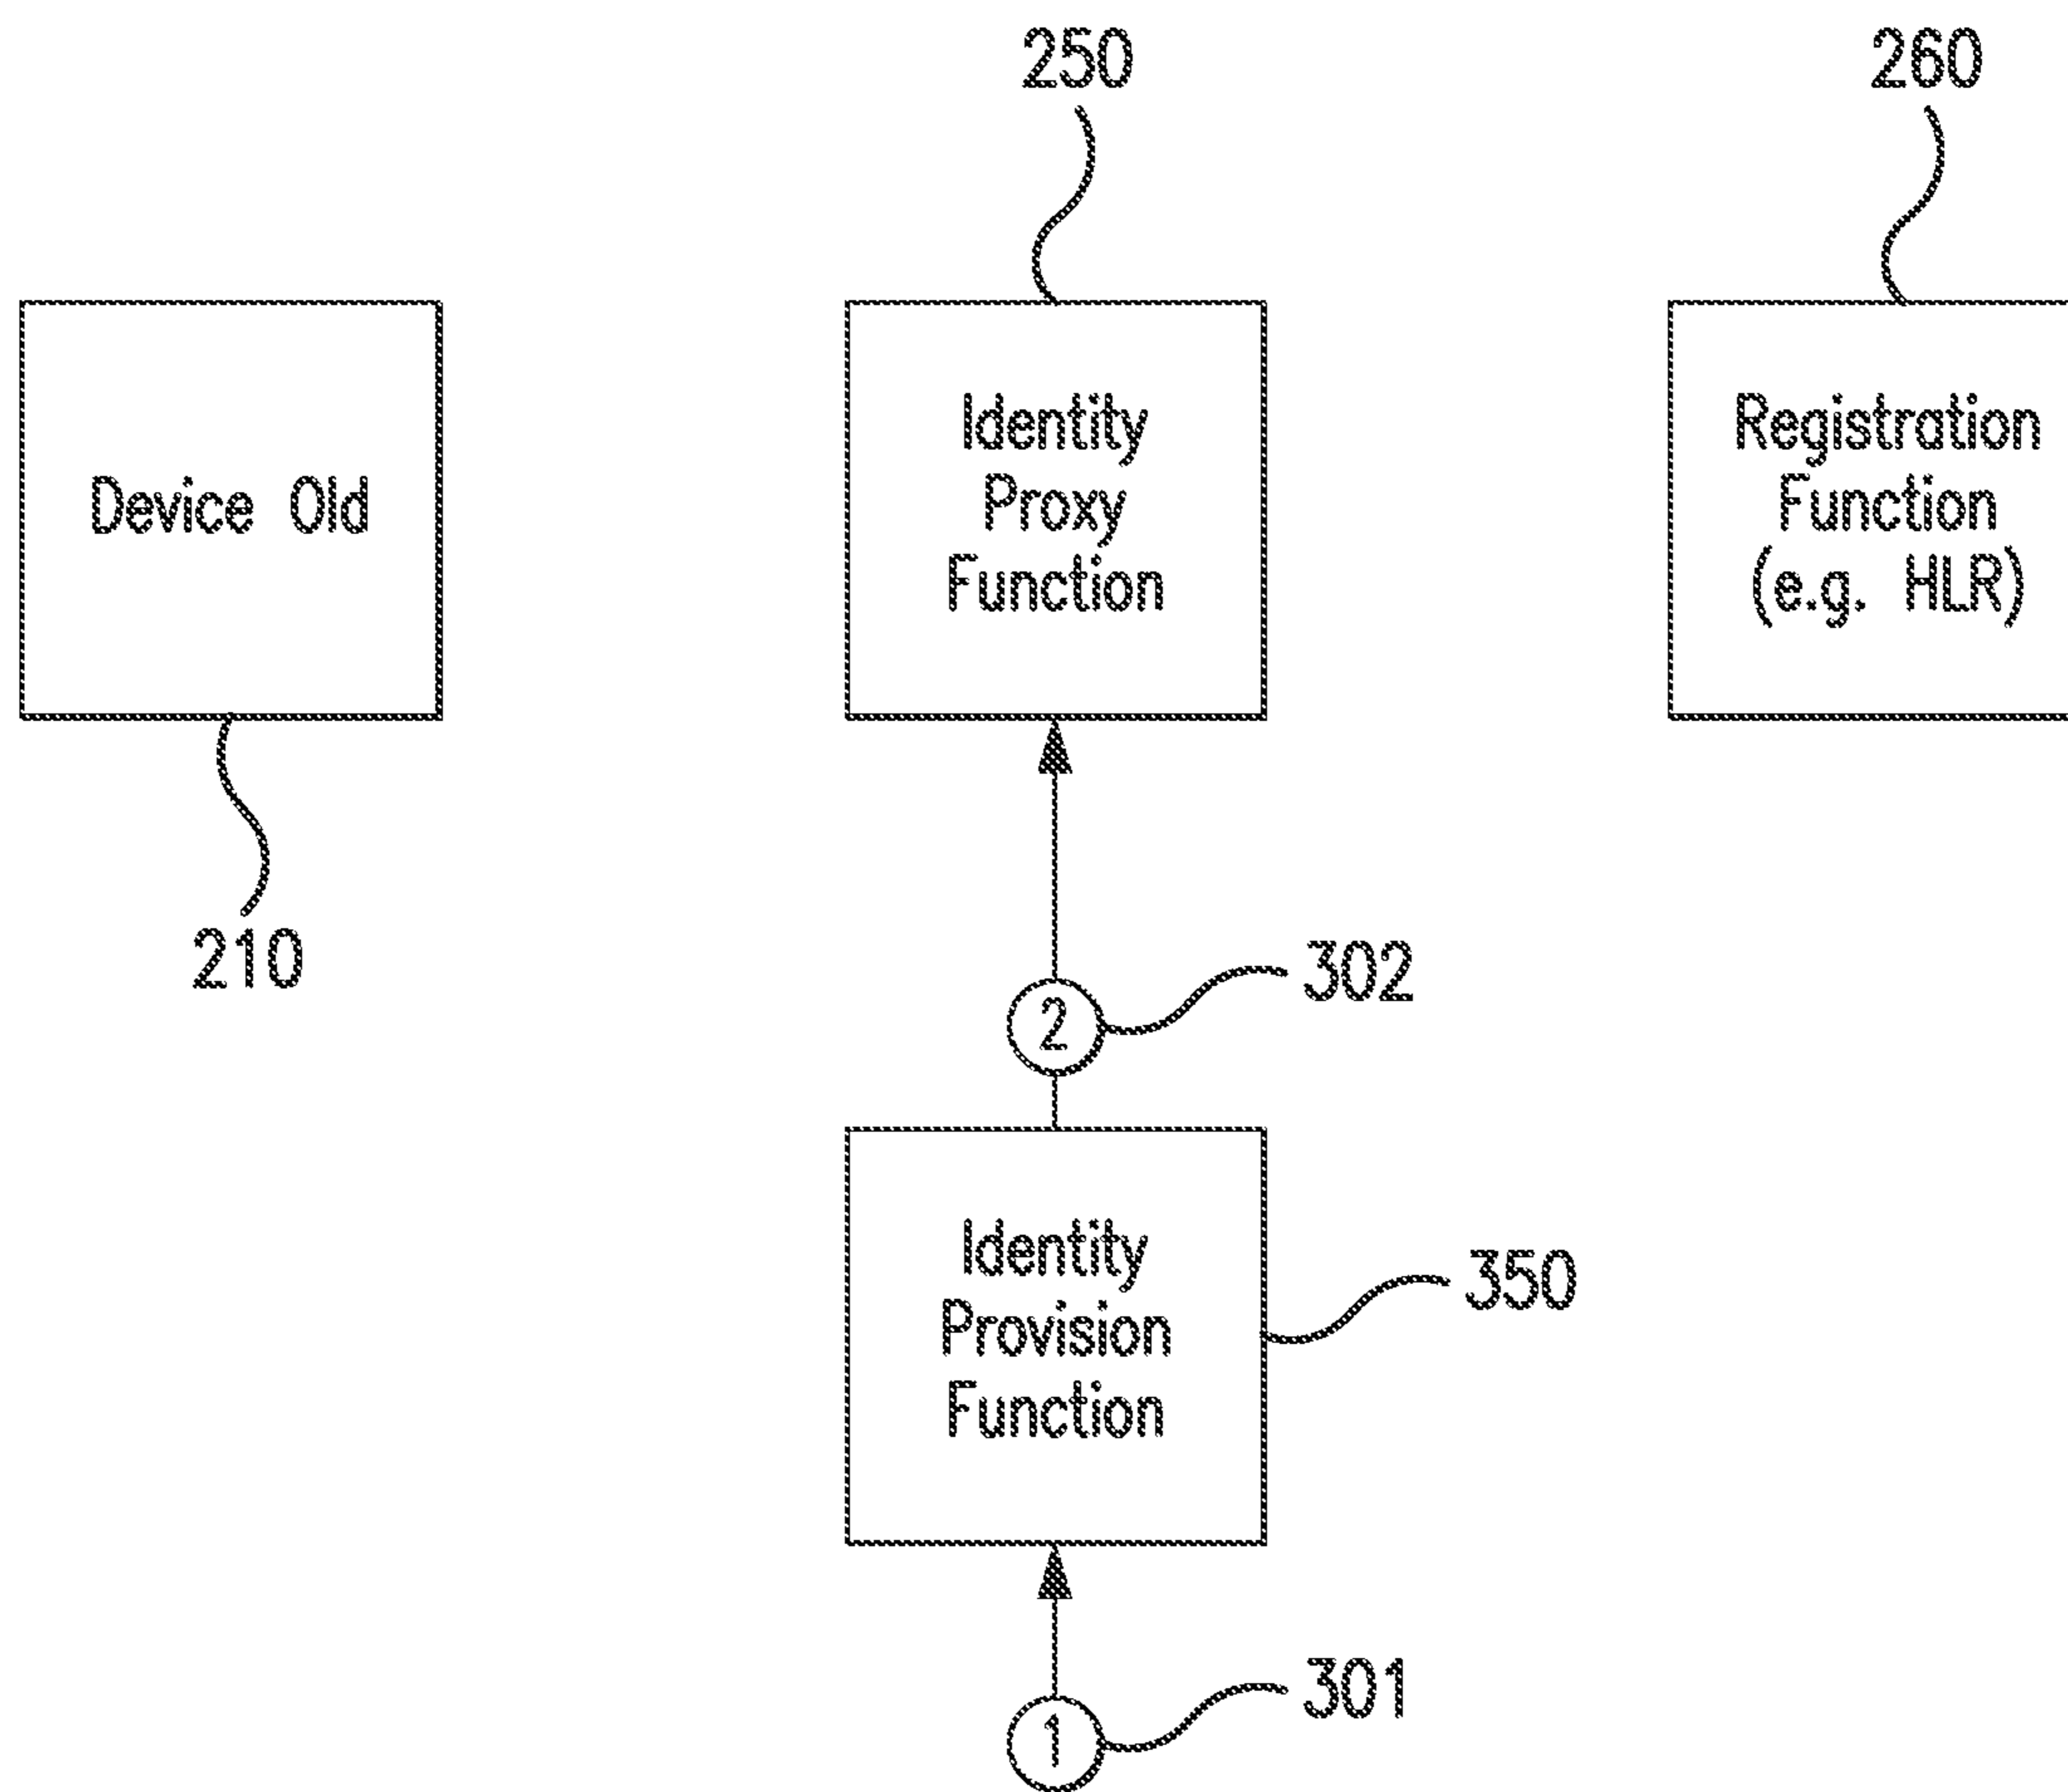 250
260
Device Old
Identity
Proxy
Function
Registration
Function
(e.g. HLR)
210
302
2
Identity
Provision
Function
350
301
1